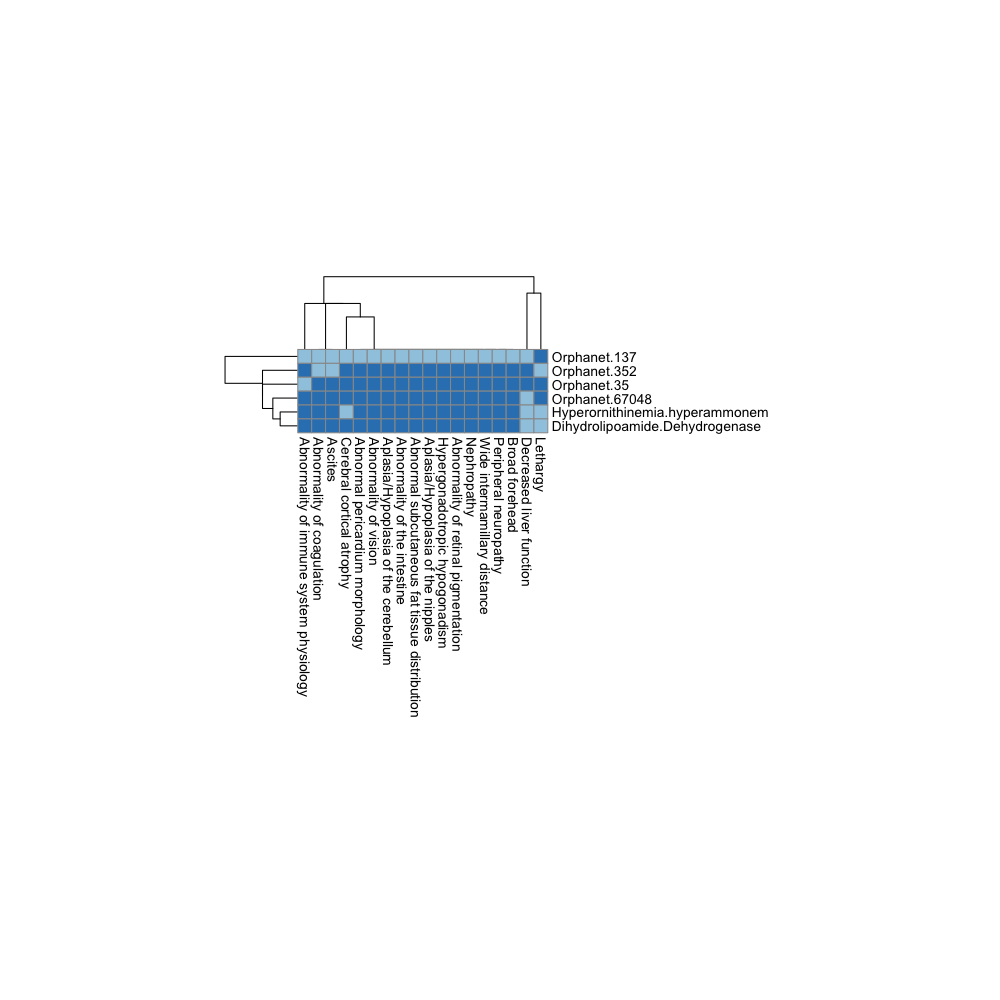 Orphanet.137
Orphanet.352
Orphanet.35
Orphanet.67048
Hyperornithinemia.hyperammonem
Dihydrolipoamide.Dehydrogenase
Abnormality of immune system physiology
Abnormality of coagulation
Ascites
Cerebral cortical atrophy
Abnormal pericardium morphology
Abnormality of vision
Aplasia/Hypoplasia of the cerebellum
Abnormality of the intestine
Abnormal subcutaneous fat tissue distribution
Aplasia/Hypoplasia of the nipples
Hypergonadotropic hypogonadism
Abnormality of retinal pigmentation
Nephropathy
Wide intermamillary distance
Peripheral neuropathy
Broad forehead
Decreased liver function
Lethargy